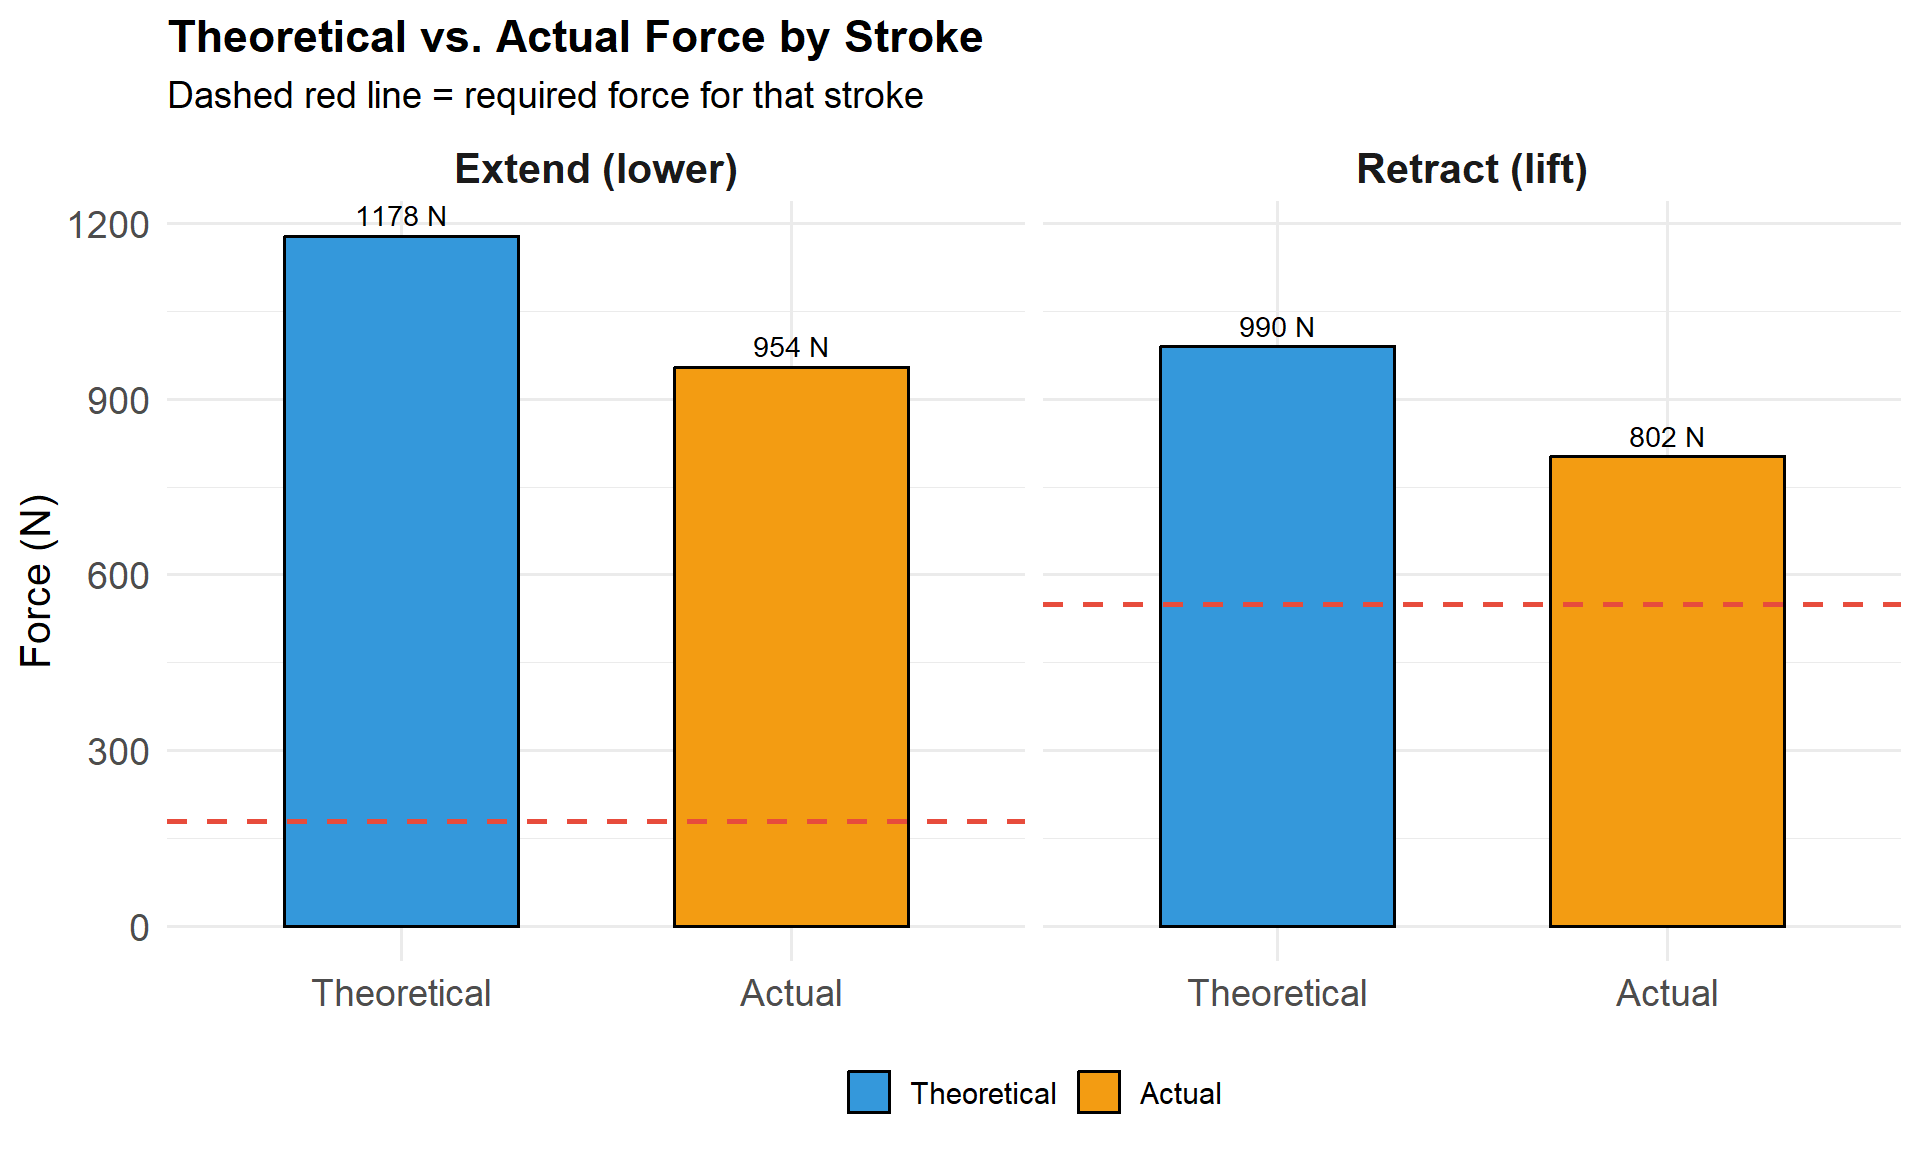 Theoretical vs. Actual Force by Stroke
Dashed red line = required force for that stroke
Extend (lower)
Retract (lift)
Force (N)
1200
900
600
300
0
1178 N
954 N
990 N
802 N
Theoretical
Actual
Theoretical
Actual
Theoretical
Actual